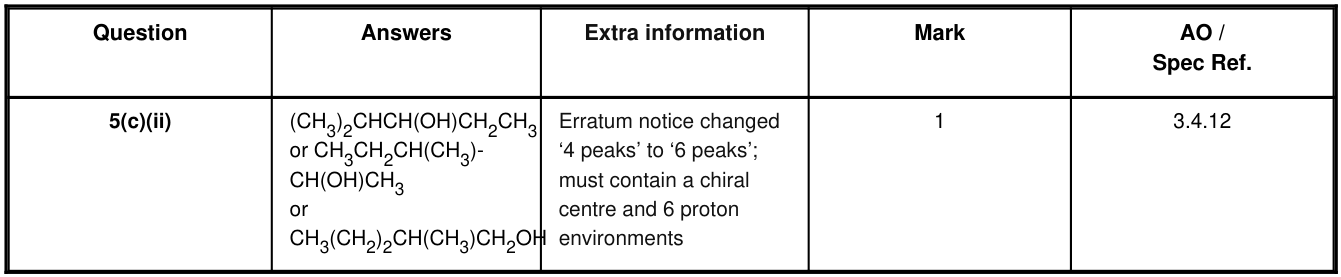 Question Answers Extra information Mark AO /
Spec Ref.
5(c)(ii) (CH3)2CHCH(OH)CH2CH3 Erratum notice changed 1 3.4.12
or CH3CH2CH(CH3)- ‘4 peaks’ to ‘6 peaks’;
CH(OH)CH3 must contain a chiral
or centre and 6 proton
CH3(CH2)2CH(CH3)CH2OH environments